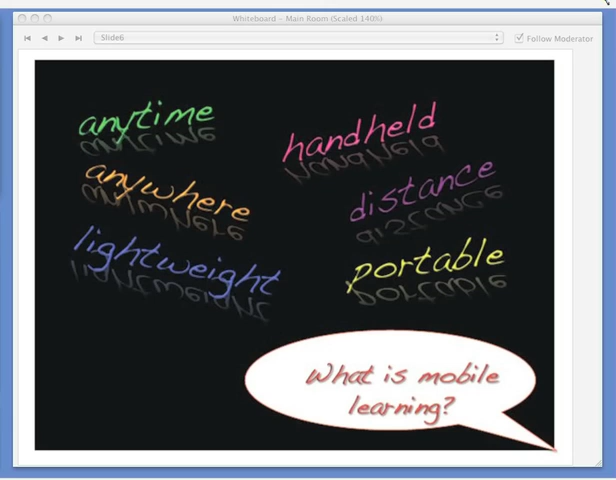 Whiteboard – Main Room (Scaled 140%)
Slide6
Follow Moderator
anytime
handheld
anywhere
distance
lightweight
portable
What is mobile
learning?